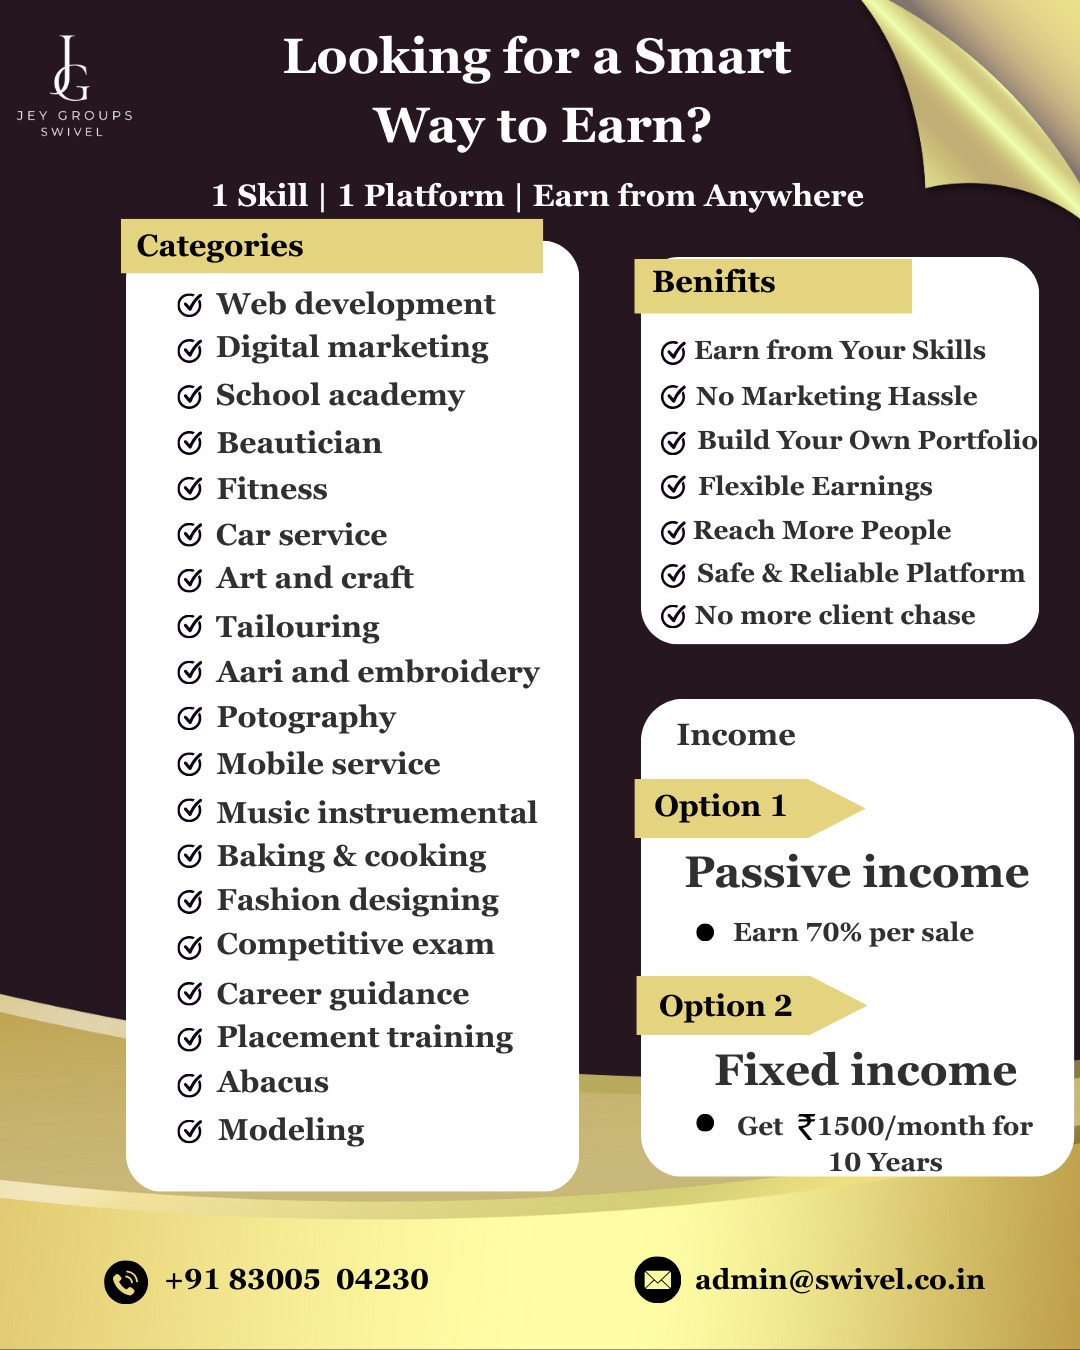 JEY GROUPS
SWIVEL
Looking for a Smart
Way to Earn?
1 Skill | 1 Platform | Earn from Anywhere
Categories
Web development
Digital marketing
School academy
Beautician
Fitness
Car service
Art and craft
Tailouring
Aari and embroidery
Potography
Mobile service
Music instruemental
Baking & cooking
Fashion designing
Competitive exam
Career guidance
Placement training
Abacus
Modeling
Benifits
Earn from Your Skills
No Marketing Hassle
Build Your Own Portfolio
Flexible Earnings
Reach More People
Safe & Reliable Platform
No more client chase
Income
Option 1
Passive income
Earn 70% per sale
Option 2
Fixed income
Get ₹1500/month for
10 Years
+91 83005 04230
admin@swivel.co.in